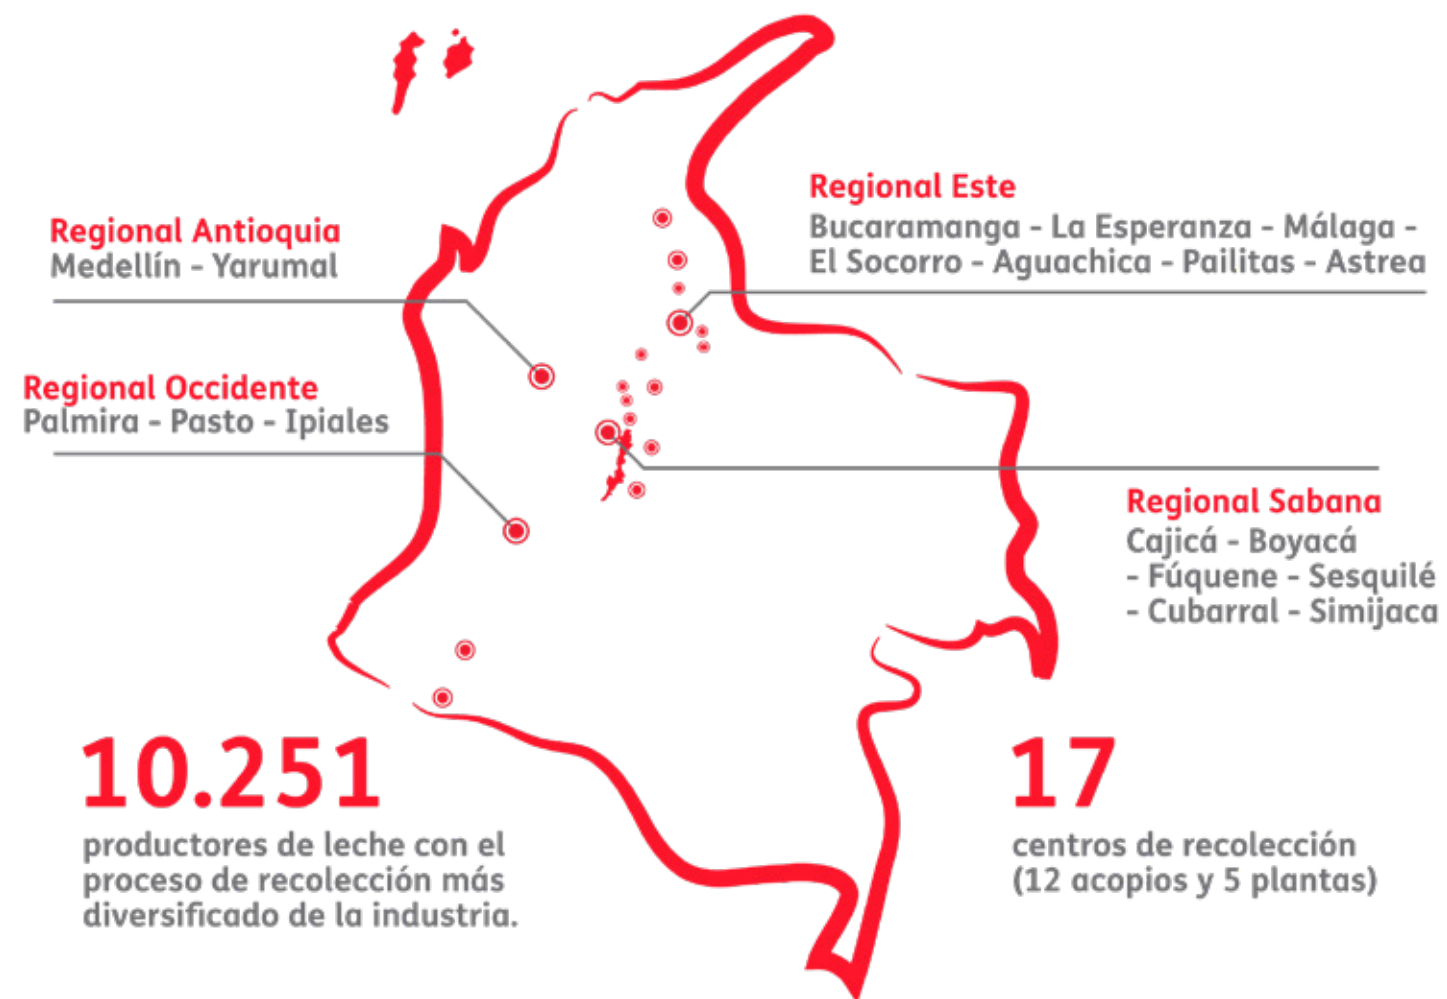 Regional Antioquia
Medellín - Yarumal
Regional Occidente
Palmira - Pasto - Ipiales
Regional Este
Bucaramanga - La Esperanza - Málaga -
El Socorro - Aguachica - Pailitas - Astrea
Regional Sabana
Cajicá - Boyacá
- Fúquene - Sesquilé
- Cubarral - Simijaca
10.251
productores de leche con el
proceso de recolección más
diversificado de la industria.
17
centros de recolección
(12 acopios y 5 plantas)